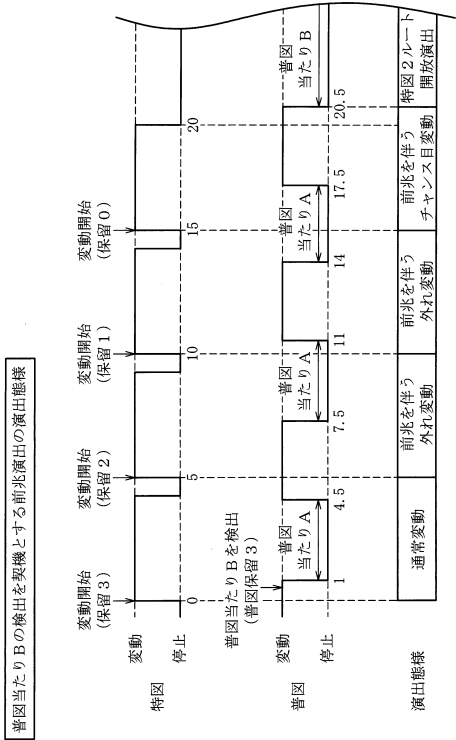 普図当たりBの検出を契機とする前兆演出の演出態様
変動開始
(保留3)
変動開始
(保留2)
変動開始
(保留1)
変動開始
(保留0)
特図
変動
停止
0
5
10
15
20
普図当たりBを検出
(普図保留3)
普図
変動
停止
普図
当たりA
普図
当たりA
普図
当たりA
普図
当たりB
1
4.5
7.5
11
14
17.5
20.5
演出態様
通常変動
前兆を伴う
外れ変動
前兆を伴う
外れ変動
前兆を伴う
チャンス目変動
特図2ルート
開放演出